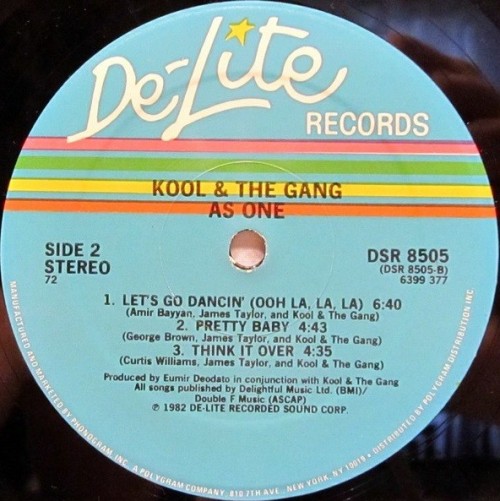 De-Lite
RECORDS
KOOL & THE GANG
AS ONE
SIDE 2
STEREO
72
DSR 8505
(DSR 8505-B)
6399 377
1. LET'S GO DANCIN' (OOH LA, LA, LA) 6:40
(Amir Bayyan, James Taylor, and Kool & The Gang)
2. PRETTY BABY 4:43
(George Brown, James Taylor, and Kool & The Gang)
3. THINK IT OVER 4:35
(Curtis Williams, James Taylor, and Kool & The Gang)
Produced by Eumir Deodato in conjunction with Kool & The Gang
All songs published by Delightful Music Ltd. (BMI)/
Double F Music (ASCAP)
℗ 1982 DE-LITE RECORDED SOUND CORP.
MANUFACTURED AND MARKETED BY PHONOGRAM, INC. A POLYGRAM COMPANY, 810 7TH AVE., NEW YORK, NY 10019 • DISTRIBUTED BY POLYGRAM DISTRIBUTION, INC